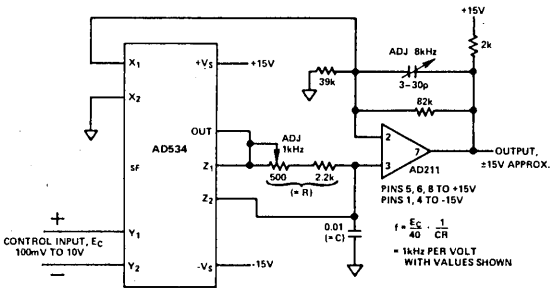 +15V
2k
ADJ 8kHz
3–30p
39k
82k
X1
X2
+VS
+15V
AD534
OUT
ADJ
1kHz
SF
Z1
500
2.2k
(= R)
Z2
2
3
7
AD211
OUTPUT,
±15V APPROX.
PINS 5, 6, 8 TO +15V
PINS 1, 4 TO -15V
0.01
(= C)
+
CONTROL INPUT, EC
100mV TO 10V
–
Y1
Y2
-VS
-15V
f = EC/40 · 1/CR
= 1kHz PER VOLT
WITH VALUES SHOWN